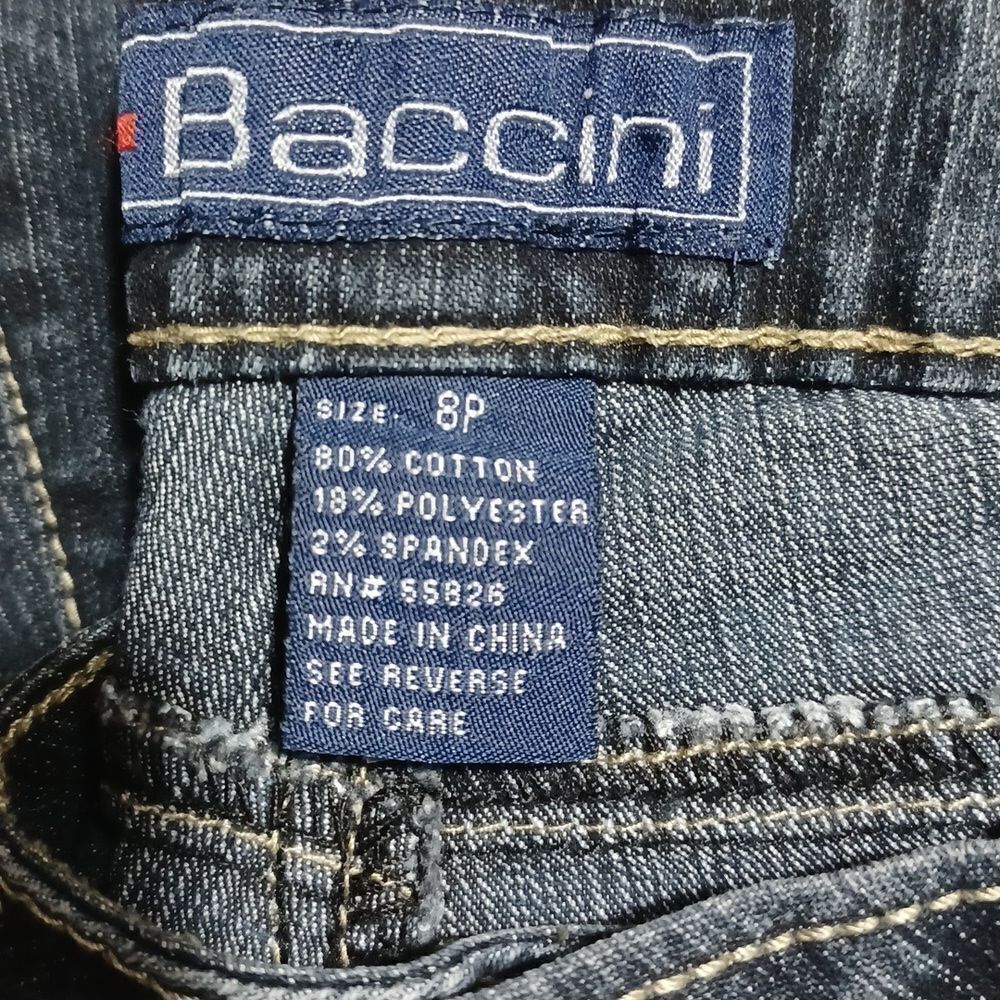 Baccini
SIZE: 8P
80% COTTON
18% POLYESTER
2% SPANDEX
RN# 55826
MADE IN CHINA
SEE REVERSE
FOR CARE